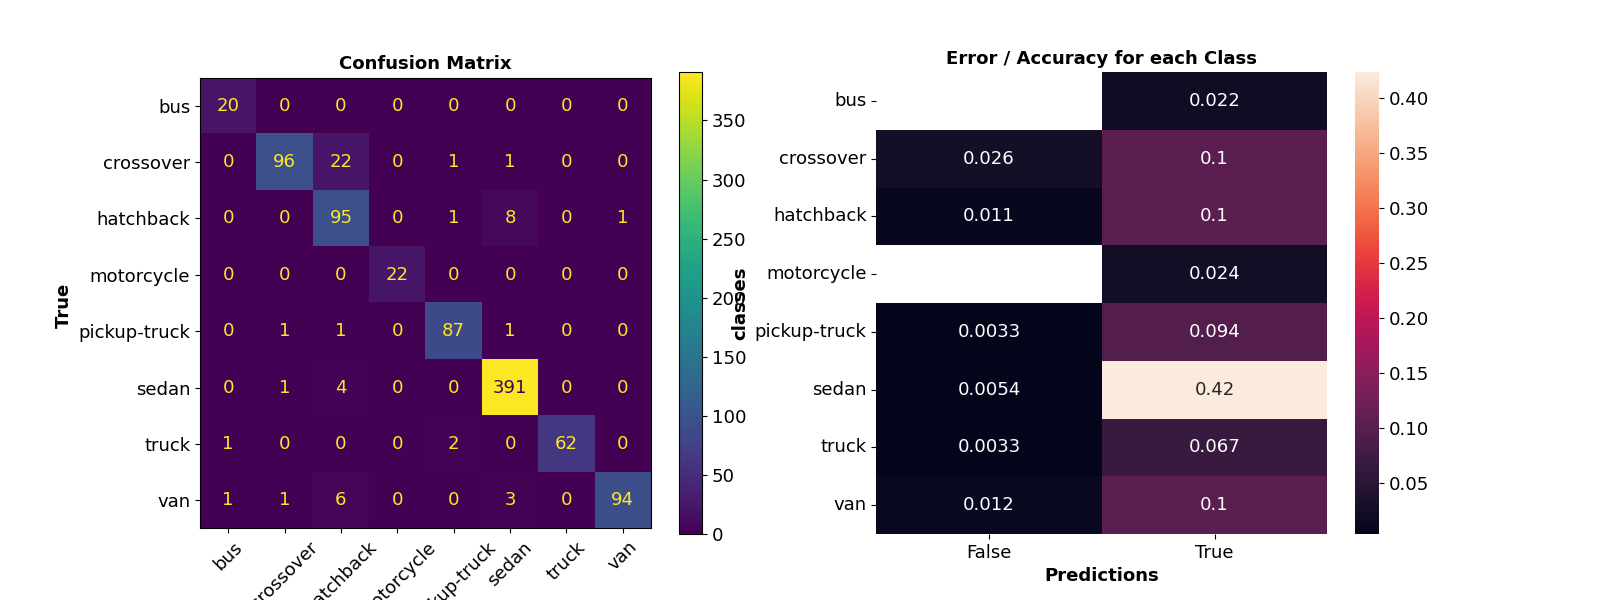 Confusion Matrix
True
bus 20 0 0 0 0 0 0 0
crossover 0 96 22 0 1 1 0 0
hatchback 0 0 95 0 1 8 0 1
motorcycle 0 0 0 22 0 0 0 0
pickup-truck 0 1 1 0 87 1 0 0
sedan 0 1 4 0 0 391 0 0
truck 1 0 0 0 2 0 62 0
van 1 1 6 0 0 3 0 94
bus rossover atchback otorcycle kup-truck sedan truck van
350
300
250
200
150
100
50
0
Error / Accuracy for each Class
classes
bus 0.022
crossover 0.026 0.1
hatchback 0.011 0.1
motorcycle 0.024
pickup-truck 0.0033 0.094
sedan 0.0054 0.42
truck 0.0033 0.067
van 0.012 0.1
False True
Predictions
0.40
0.35
0.30
0.25
0.20
0.15
0.10
0.05